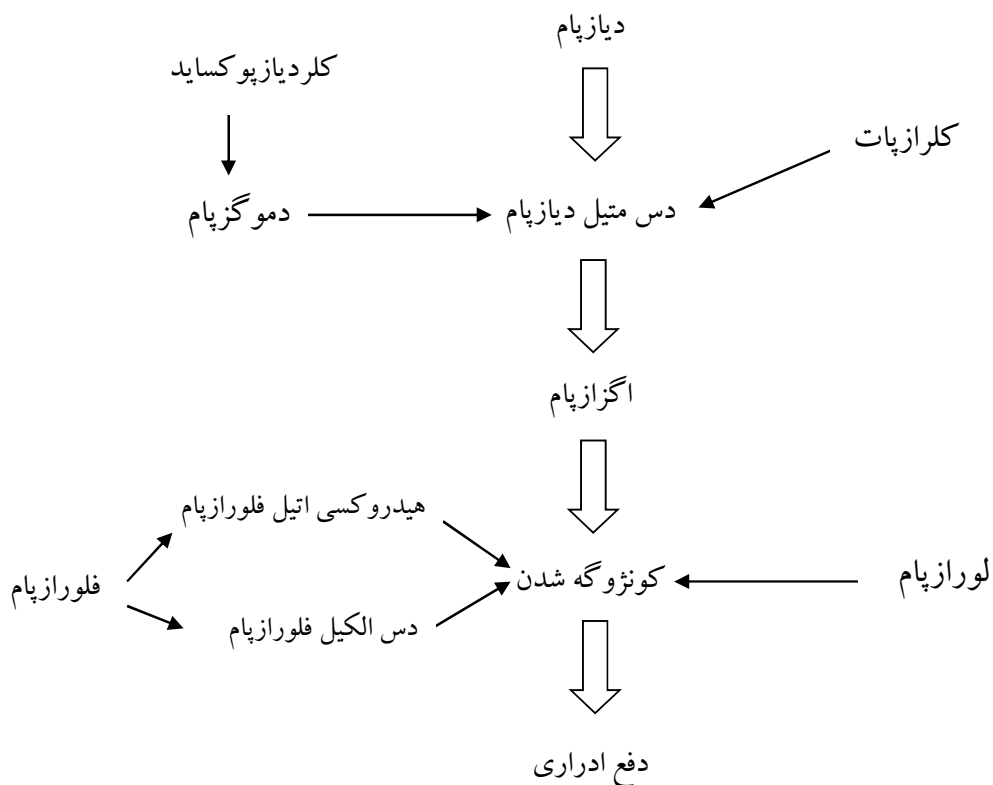 دیازپام
کلردیازپوکساید
کلرازپات
دس متیل دیازپام
دموگزپام
اگزازپام
هیدروکسی اتیل فلورازپام
لورازپام
کونژوگه شدن
فلورازپام
دس الکیل فلورازپام
دفع ادراری